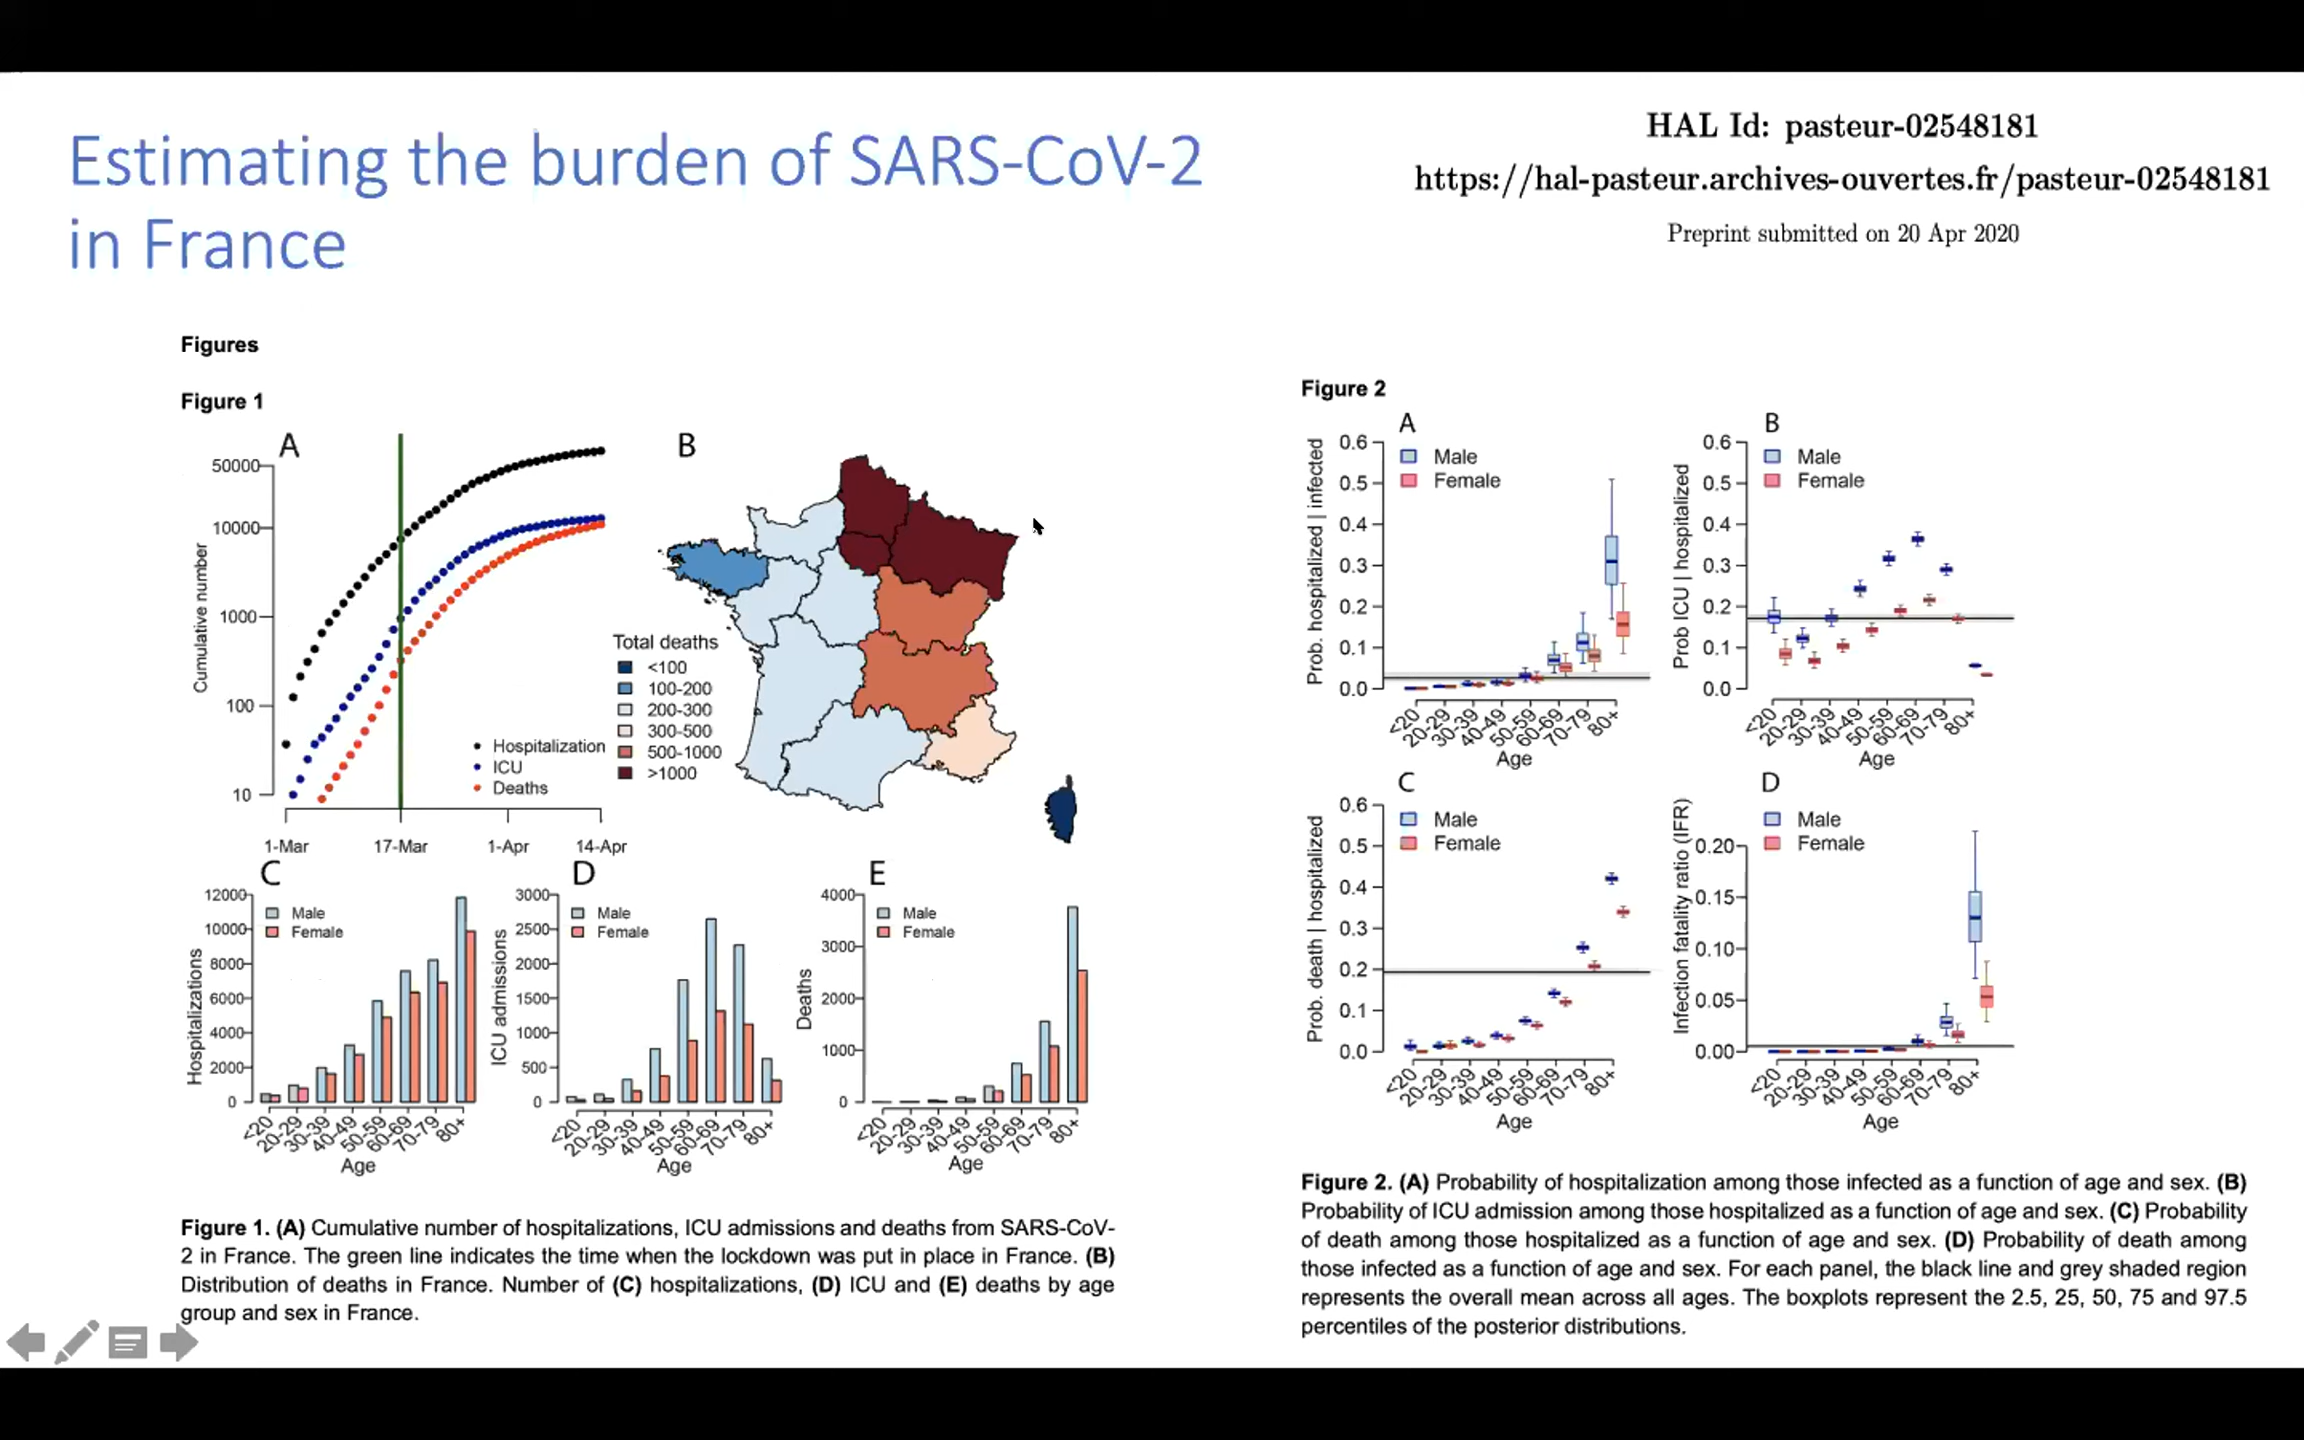 Estimating the burden of SARS-CoV-2
in France
HAL Id: pasteur-02548181
https://hal-pasteur.archives-ouvertes.fr/pasteur-02548181
Preprint submitted on 20 Apr 2020
Figures
Figure 1
A
50000
10000
1000
100
10
Cumulative number
Hospitalization
ICU
Deaths
1-Mar
17-Mar
1-Apr
14-Apr
B
Total deaths
<100
100-200
200-300
300-500
500-1000
>1000
C
12000
10000
8000
6000
4000
2000
0
Hospitalizations
Male
Female
<20
20-29
30-39
40-49
50-59
60-69
70-79
80+
Age
D
3000
2500
2000
1500
1000
500
0
ICU admissions
Male
Female
<20
20-29
30-39
40-49
50-59
60-69
70-79
80+
Age
E
4000
3000
2000
1000
0
Deaths
Male
Female
<20
20-29
30-39
40-49
50-59
60-69
70-79
80+
Age
Figure 1. (A) Cumulative number of hospitalizations, ICU admissions and deaths from SARS-CoV-
2 in France. The green line indicates the time when the lockdown was put in place in France. (B)
Distribution of deaths in France. Number of (C) hospitalizations, (D) ICU and (E) deaths by age
group and sex in France.
Figure 2
A
0.6
0.5
0.4
0.3
0.2
0.1
0.0
Prob. hospitalized | infected
Male
Female
<20
20-29
30-39
40-49
50-59
60-69
70-79
80+
Age
B
0.6
0.5
0.4
0.3
0.2
0.1
0.0
Prob ICU | hospitalized
Male
Female
<20
20-29
30-39
40-49
50-59
60-69
70-79
80+
Age
C
0.6
0.5
0.4
0.3
0.2
0.1
0.0
Prob. death | hospitalized
Male
Female
<20
20-29
30-39
40-49
50-59
60-69
70-79
80+
Age
D
0.20
0.15
0.10
0.05
0.00
Infection fatality ratio (IFR)
Male
Female
<20
20-29
30-39
40-49
50-59
60-69
70-79
80+
Age
Figure 2. (A) Probability of hospitalization among those infected as a function of age and sex. (B)
Probability of ICU admission among those hospitalized as a function of age and sex. (C) Probability
of death among those hospitalized as a function of age and sex. (D) Probability of death among
those infected as a function of age and sex. For each panel, the black line and grey shaded region
represents the overall mean across all ages. The boxplots represent the 2.5, 25, 50, 75 and 97.5
percentiles of the posterior distributions.